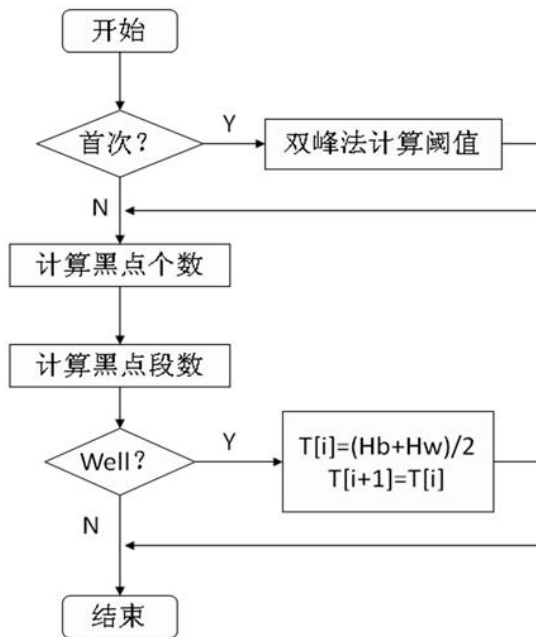 开始
首次？
Y
双峰法计算阈值
N
计算黑点个数
计算黑点段数
Well？
Y
T[i]=(Hb+Hw)/2
T[i+1]=T[i]
N
结束